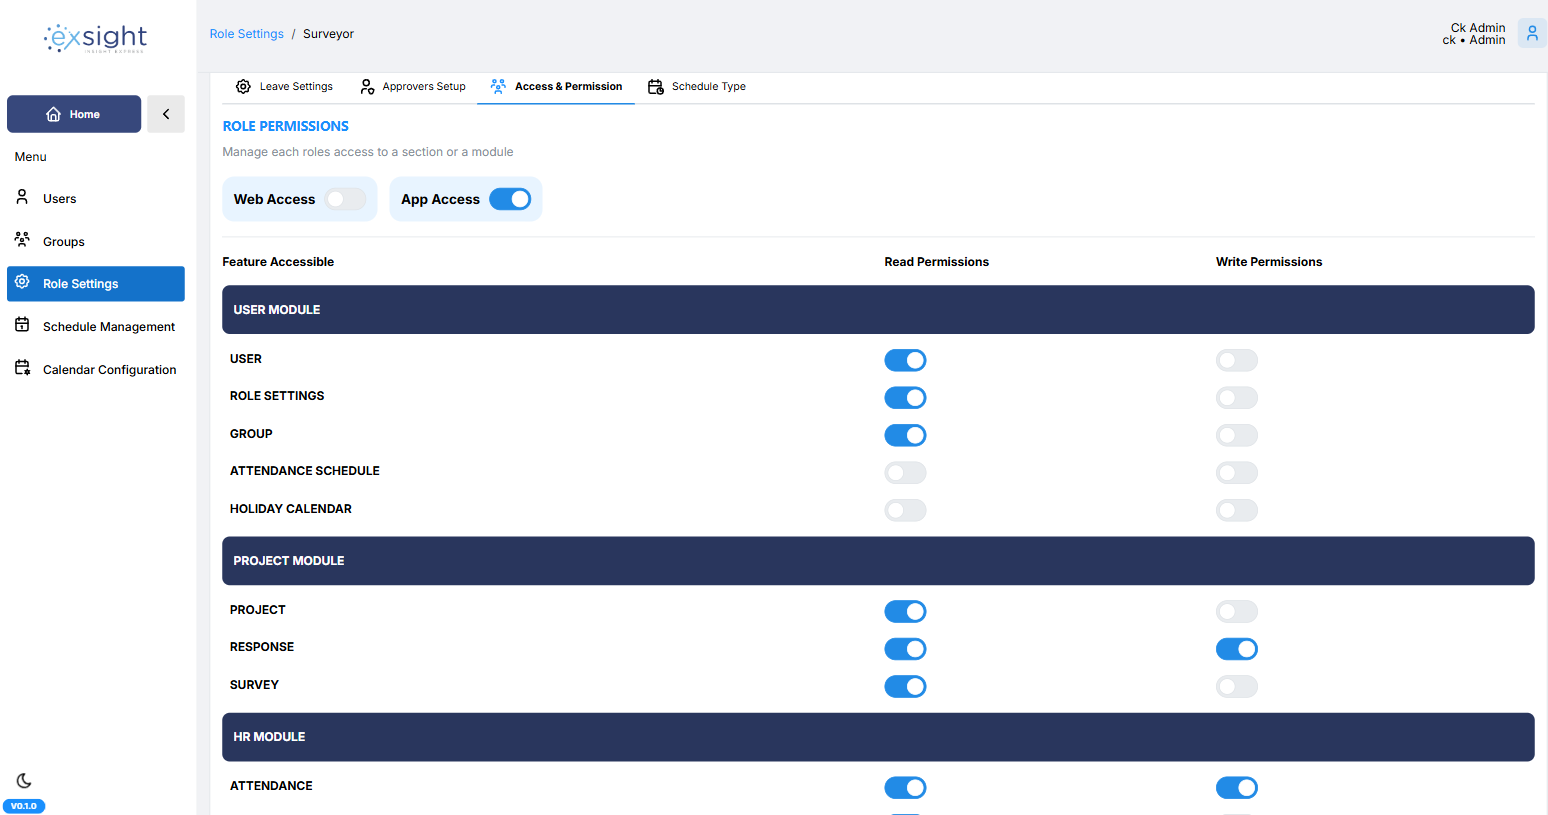 exsight
INSIGHT EXPRESS
Role Settings / Surveyor
Ck Admin
ck • Admin
Home
Menu
Users
Groups
Role Settings
Schedule Management
Calendar Configuration
V0.1.0
Leave Settings
Approvers Setup
Access & Permission
Schedule Type
ROLE PERMISSIONS
Manage each roles access to a section or a module
Web Access
App Access
Feature Accessible
Read Permissions
Write Permissions
USER MODULE
USER
ROLE SETTINGS
GROUP
ATTENDANCE SCHEDULE
HOLIDAY CALENDAR
PROJECT MODULE
PROJECT
RESPONSE
SURVEY
HR MODULE
ATTENDANCE